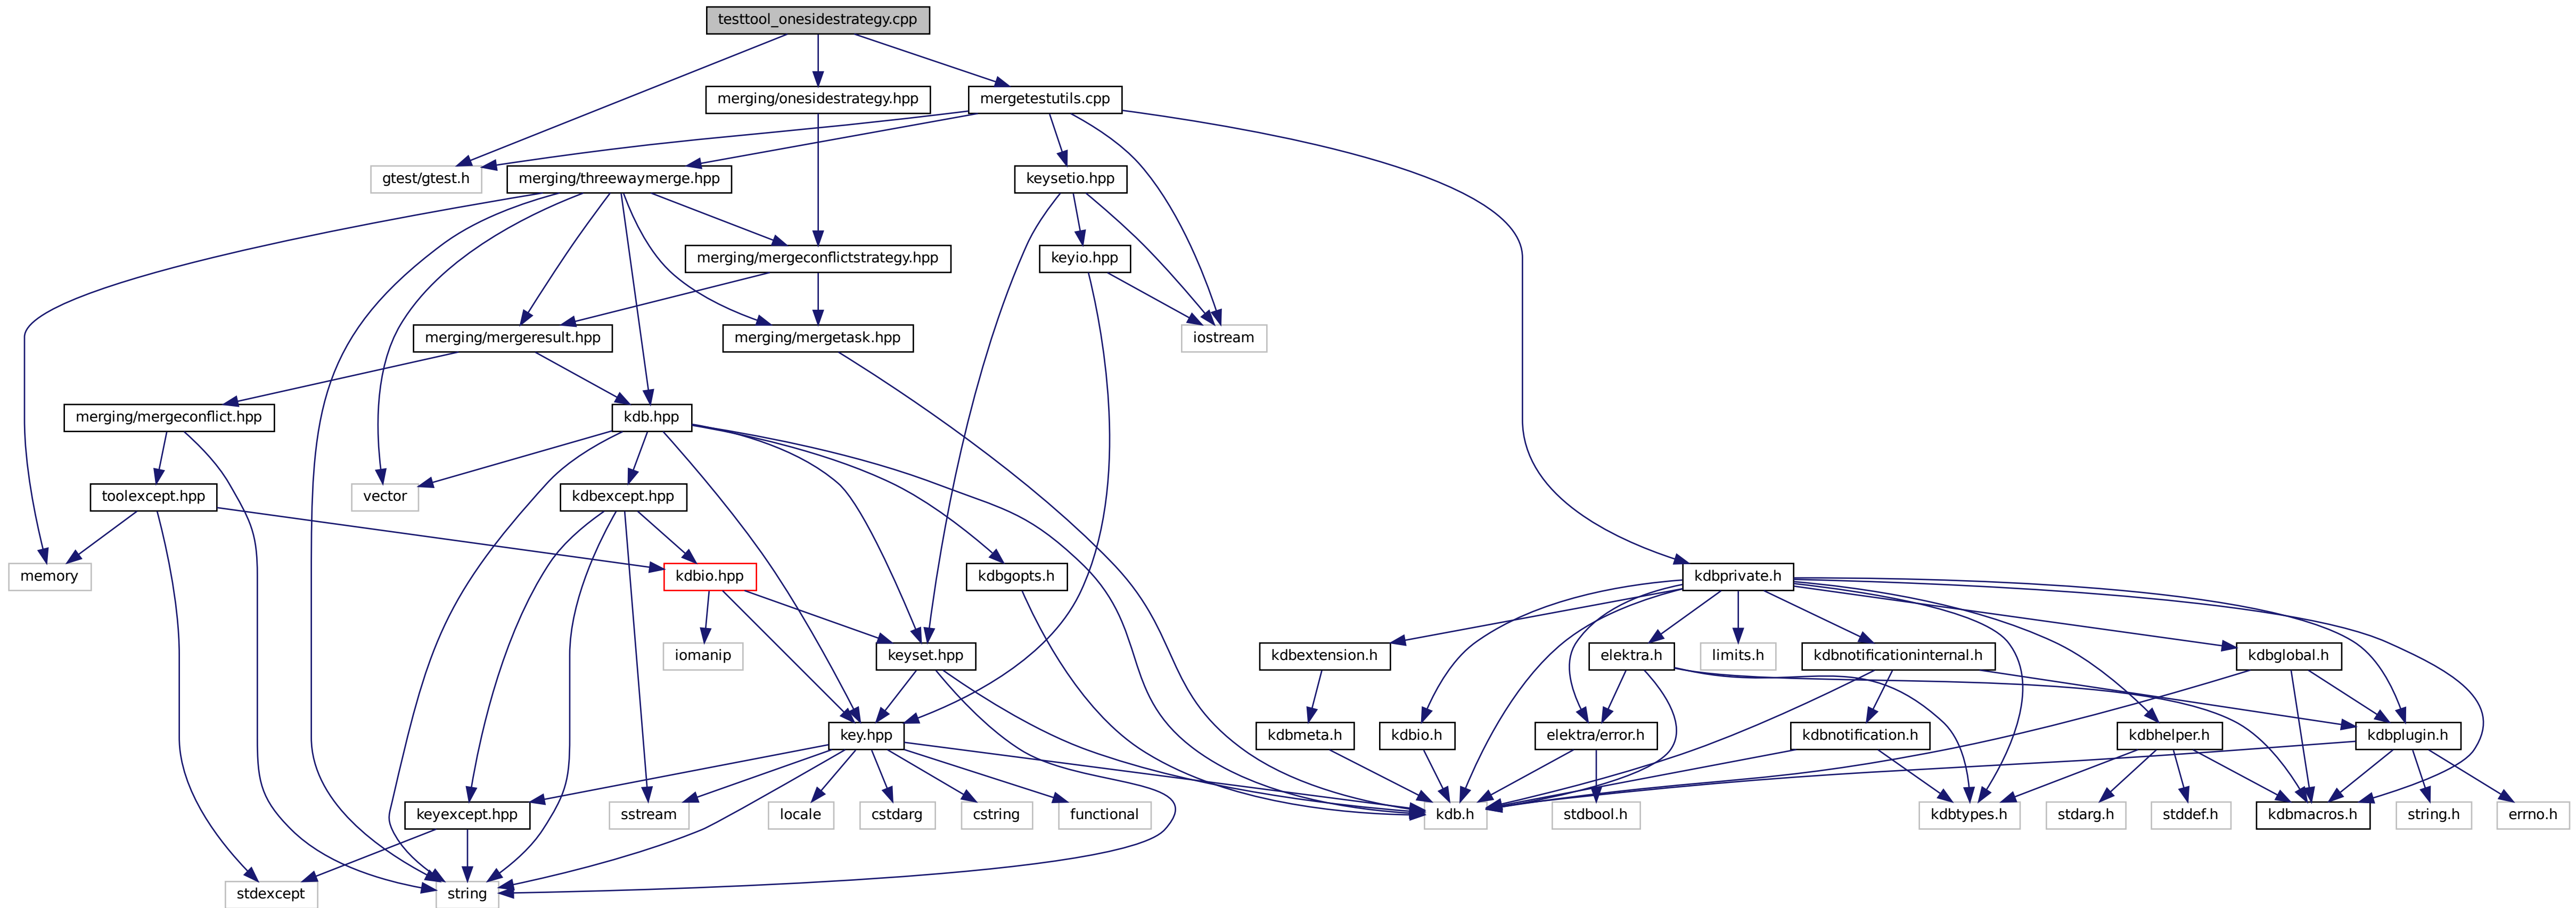 testtool_onesidestrategy.cpp
merging/onesidestrategy.hpp
mergetestutils.cpp
gtest/gtest.h
merging/threewaymerge.hpp
keysetio.hpp
merging/mergeconflictstrategy.hpp
keyio.hpp
merging/mergeresult.hpp
merging/mergetask.hpp
iostream
merging/mergeconflict.hpp
kdb.hpp
toolexcept.hpp
vector
kdbexcept.hpp
memory
kdbio.hpp
kdbgopts.h
kdbprivate.h
iomanip
keyset.hpp
kdbextension.h
elektra.h
limits.h
kdbnotificationinternal.h
kdbglobal.h
key.hpp
kdbmeta.h
kdbio.h
elektra/error.h
kdbnotification.h
kdbhelper.h
kdbplugin.h
keyexcept.hpp
sstream
locale
cstdarg
cstring
functional
kdb.h
stdbool.h
kdbtypes.h
stdarg.h
stddef.h
kdbmacros.h
string.h
errno.h
stdexcept
string